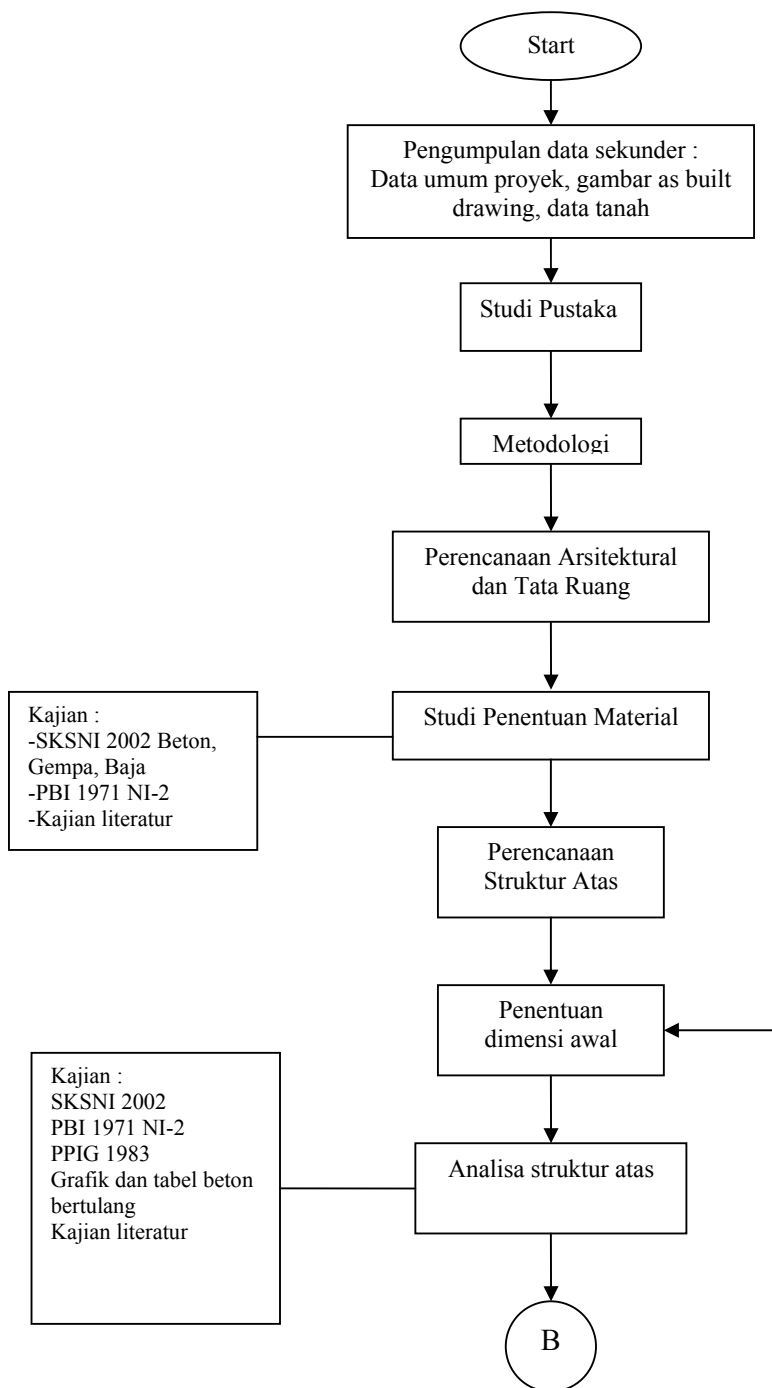 Start
Pengumpulan data sekunder :
Data umum proyek, gambar as built
drawing, data tanah
Studi Pustaka
Metodologi
Perencanaan Arsitektural
dan Tata Ruang
Studi Penentuan Material
Kajian :
-SKSNI 2002 Beton,
Gempa, Baja
-PBI 1971 NI-2
-Kajian literatur
Perencanaan
Struktur Atas
Penentuan
dimensi awal
Analisa struktur atas
Kajian :
SKSNI 2002
PBI 1971 NI-2
PPIG 1983
Grafik dan tabel beton
bertulang
Kajian literatur
B